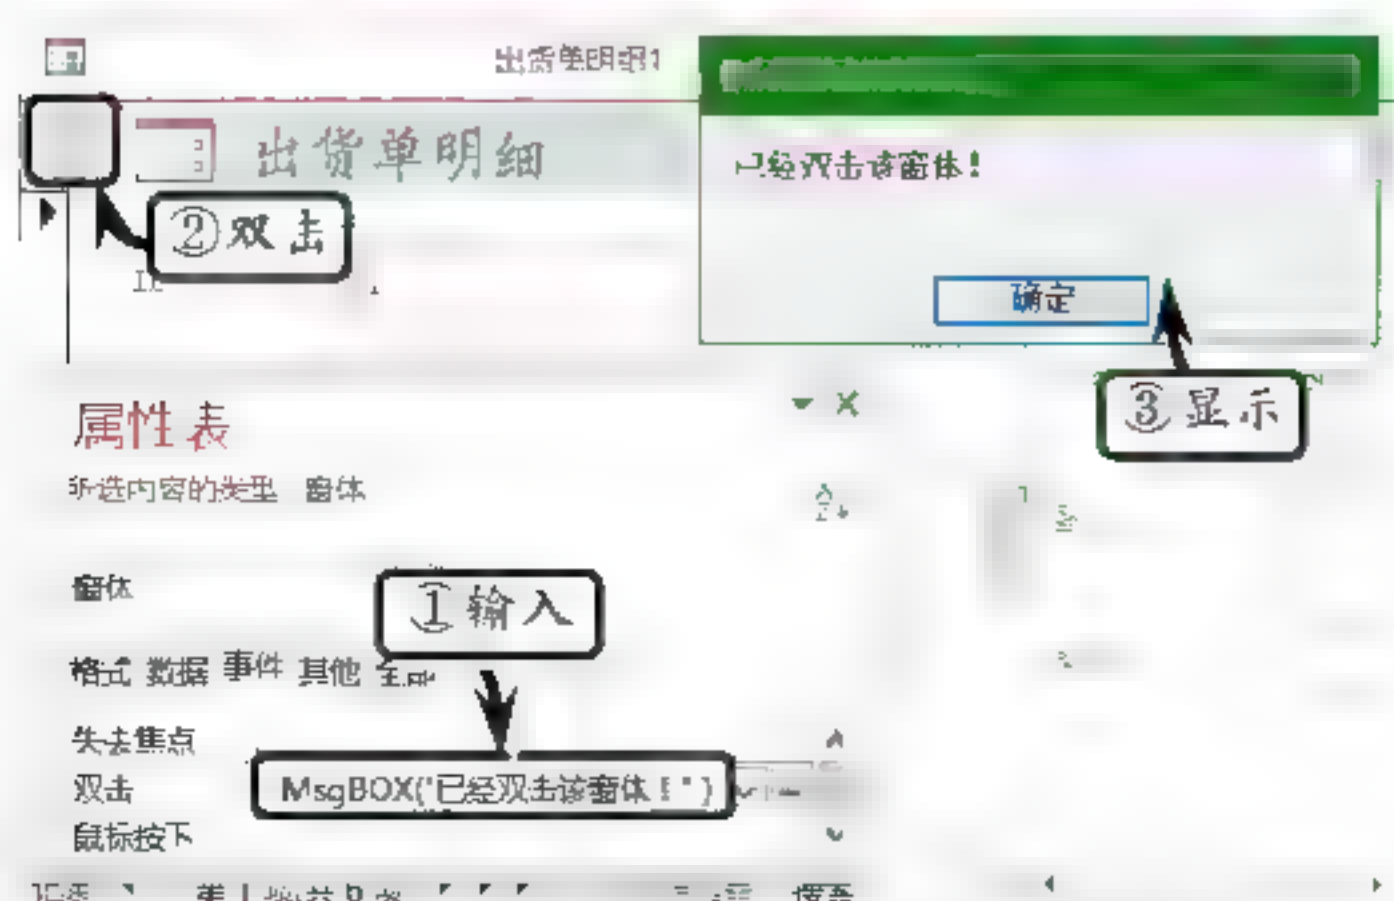 出货单明细1
出货单明细
已经双击该窗体!
②双击
确定
③显示
属性表
所选内容的类型 窗体
窗体
①输入
格式 数据 事件 其他 全部
失去焦点
双击
MsgBOX("已经双击该窗体!")
鼠标按下